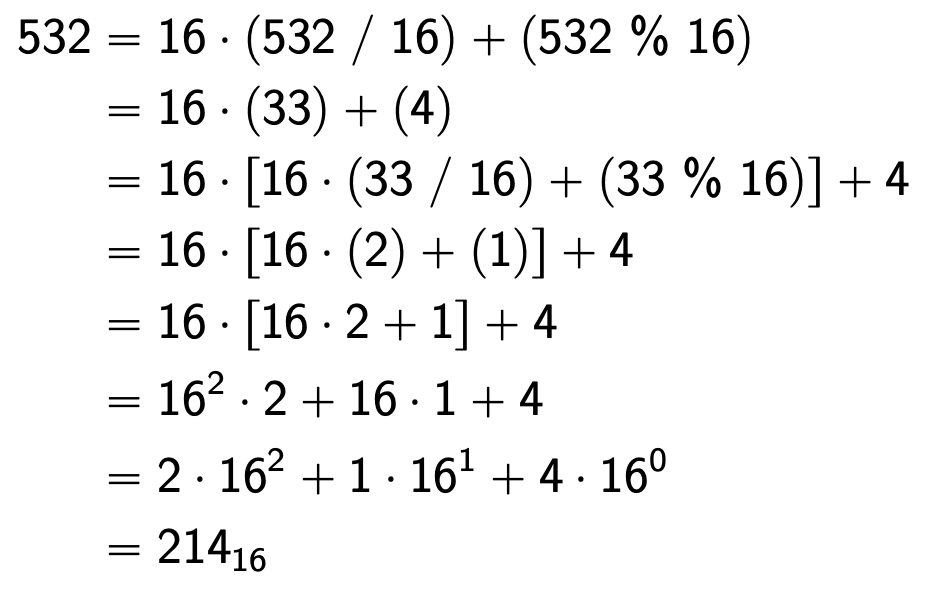 532 = 16 · (532 / 16) + (532 % 16)
= 16 · (33) + (4)
= 16 · [16 · (33 / 16) + (33 % 16)] + 4
= 16 · [16 · (2) + (1)] + 4
= 16 · [16 · 2 + 1] + 4
= 16² · 2 + 16 · 1 + 4
= 2 · 16² + 1 · 16¹ + 4 · 16⁰
= 214₁₆